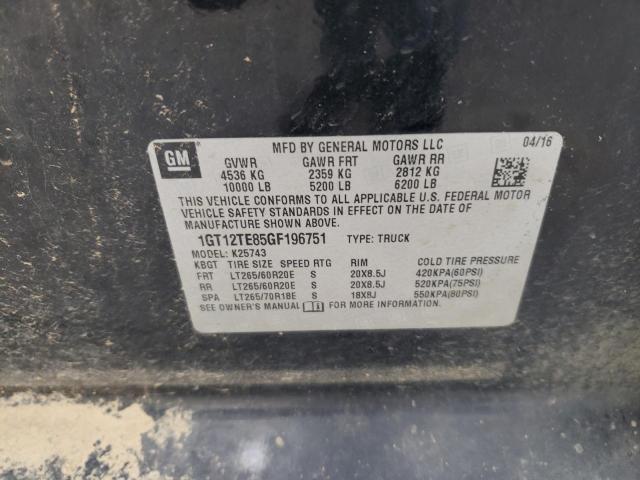 MFD BY GENERAL MOTORS LLC 04/16
GM
GVWR GAWR FRT GAWR RR
4536 KG 2359 KG 2812 KG
10000 LB 5200 LB 6200 LB
THIS VEHICLE CONFORMS TO ALL APPLICABLE U.S. FEDERAL MOTOR
VEHICLE SAFETY STANDARDS IN EFFECT ON THE DATE OF
MANUFACTURE SHOWN ABOVE.
1GT12TE85GF196751 TYPE: TRUCK
MODEL: K25743
KBGT TIRE SIZE SPEED RTG RIM COLD TIRE PRESSURE
FRT LT265/60R20E S 20X8.5J 420KPA(60PSI)
RR LT265/60R20E S 20X8.5J 520KPA(75PSI)
SPA LT265/70R18E S 18X8J 550KPA(80PSI)
SEE OWNER'S MANUAL FOR MORE INFORMATION